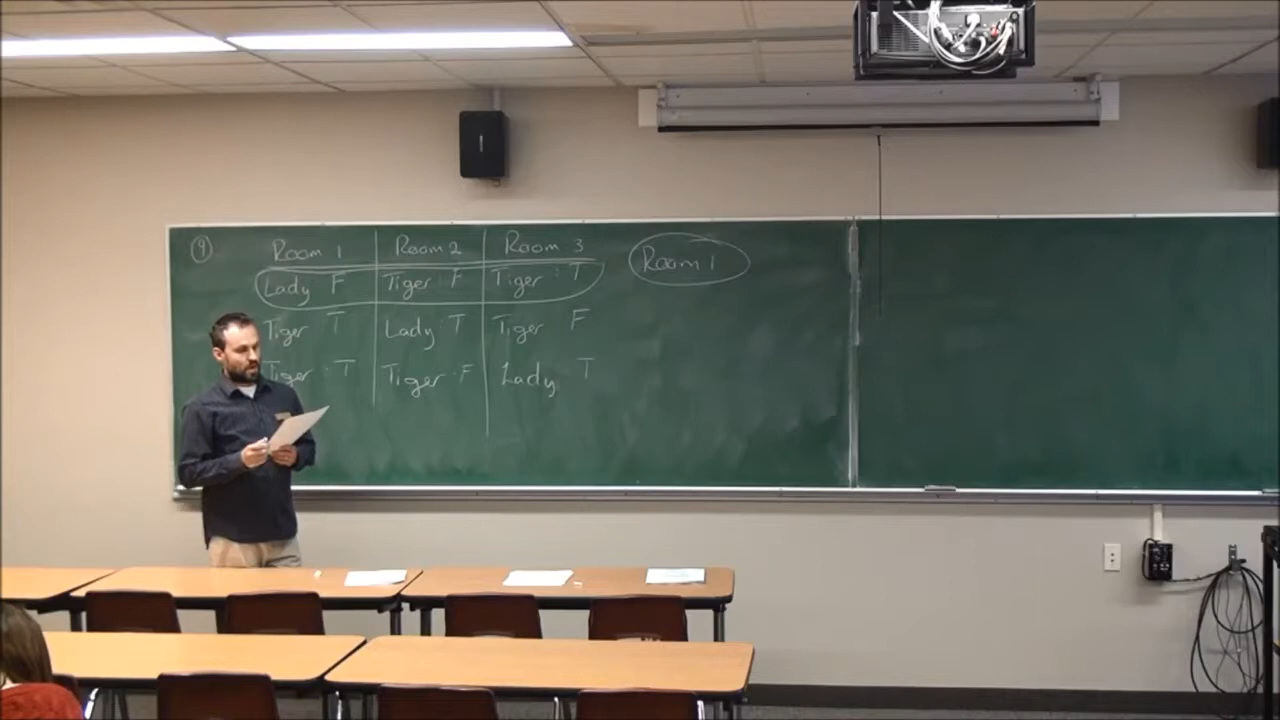 9 Room 1 Room 2 Room 3 Room 1
Lady F Tiger : F Tiger : T
Tiger T Lady T Tiger F
Tiger : T Tiger : F Lady T